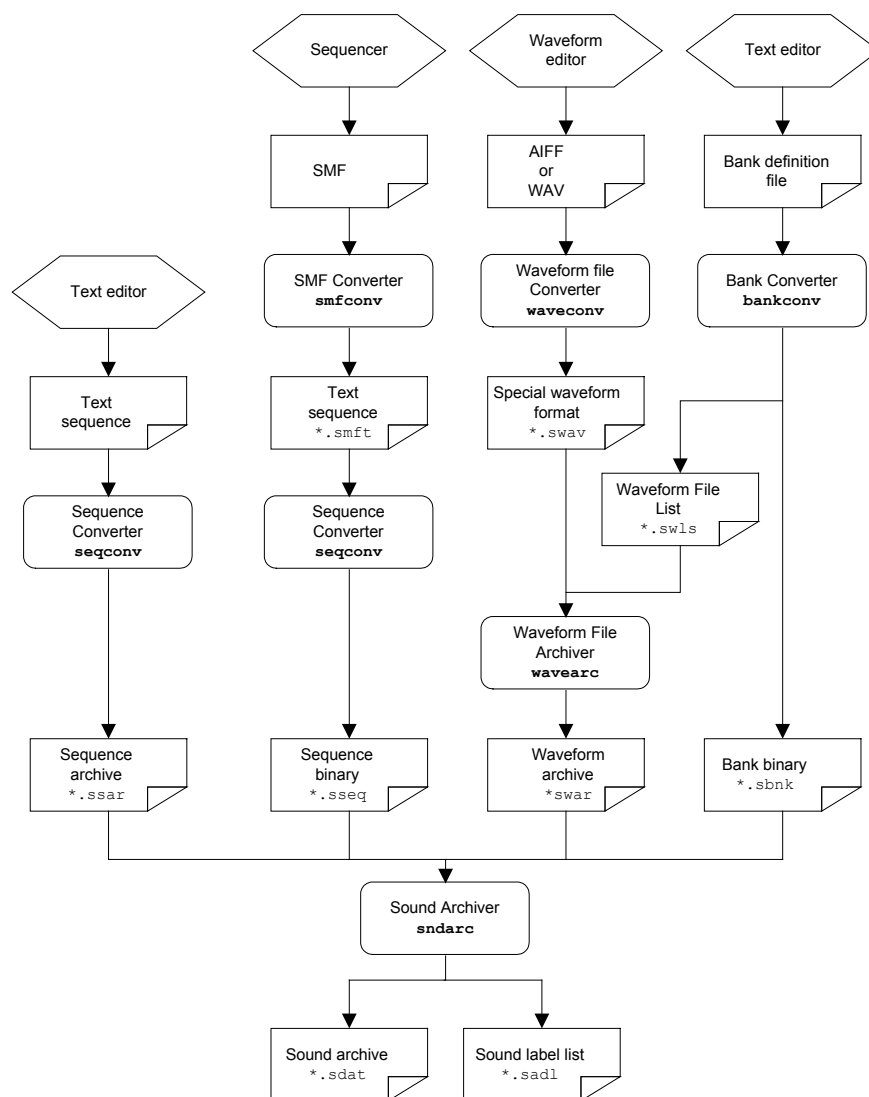 Sequencer
Waveform
editor
Text editor
SMF
AIFF
or
WAV
Bank definition
file
Text editor
SMF Converter
smfconv
Waveform file
Converter
waveconv
Bank Converter
bankconv
Text
sequence
Text
sequence
*.smft
Special waveform
format
*.swav
Waveform File
List
*.swls
Sequence
Converter
seqconv
Sequence
Converter
seqconv
Waveform File
Archiver
wavearc
Sequence
archive
*.ssar
Sequence
binary
*.sseq
Waveform
archive
*swar
Bank binary
*.sbnk
Sound Archiver
sndarc
Sound archive
*.sdat
Sound label list
*.sadl